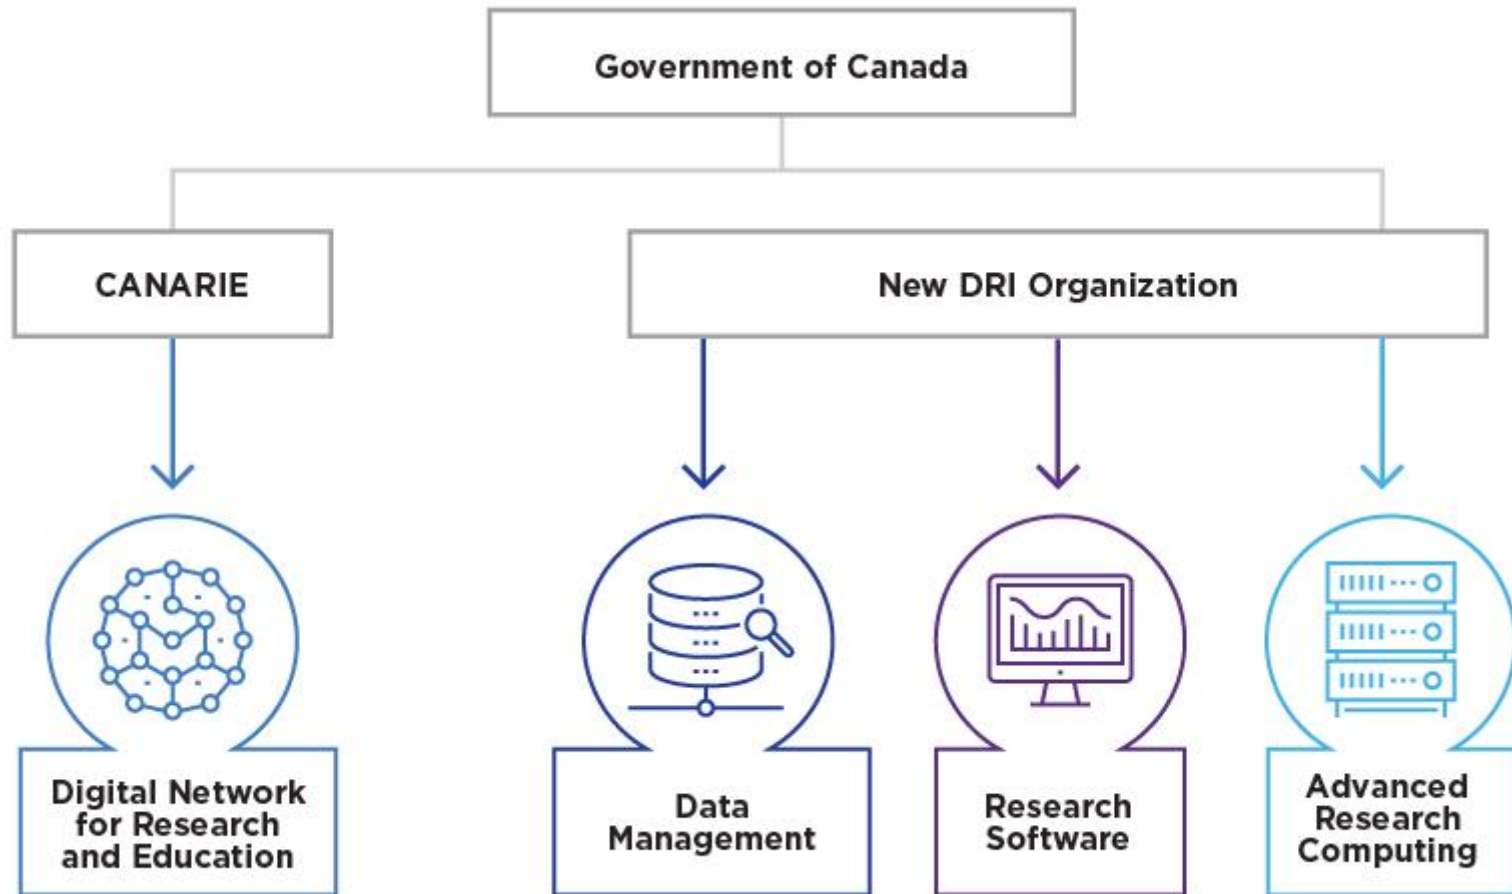 Government of Canada
CANARIE
New DRI Organization
Digital Network
for Research
and Education
Data
Management
Research
Software
Advanced
Research
Computing